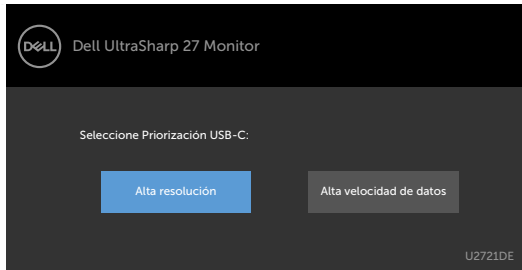 DELL Dell UltraSharp 27 Monitor
Seleccione Priorización USB-C:
Alta resolución Alta velocidad de datos
U2721DE